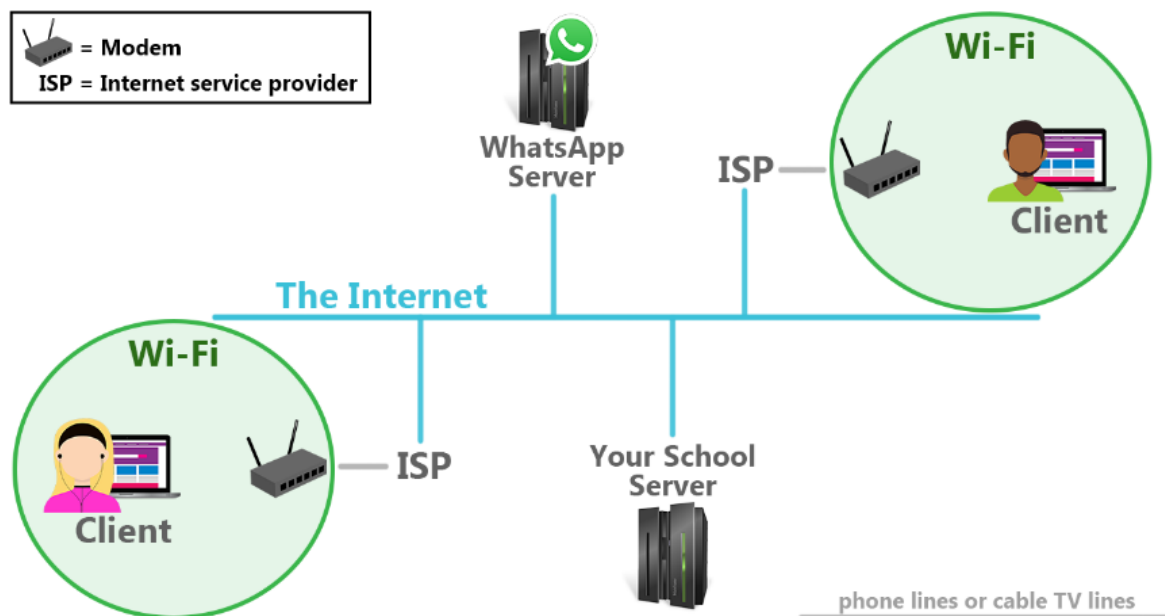 = Modem
ISP = Internet service provider
WhatsApp
Server
ISP
Wi-Fi
Client
The Internet
Wi-Fi
Client
ISP
Your School
Server
phone lines or cable TV lines